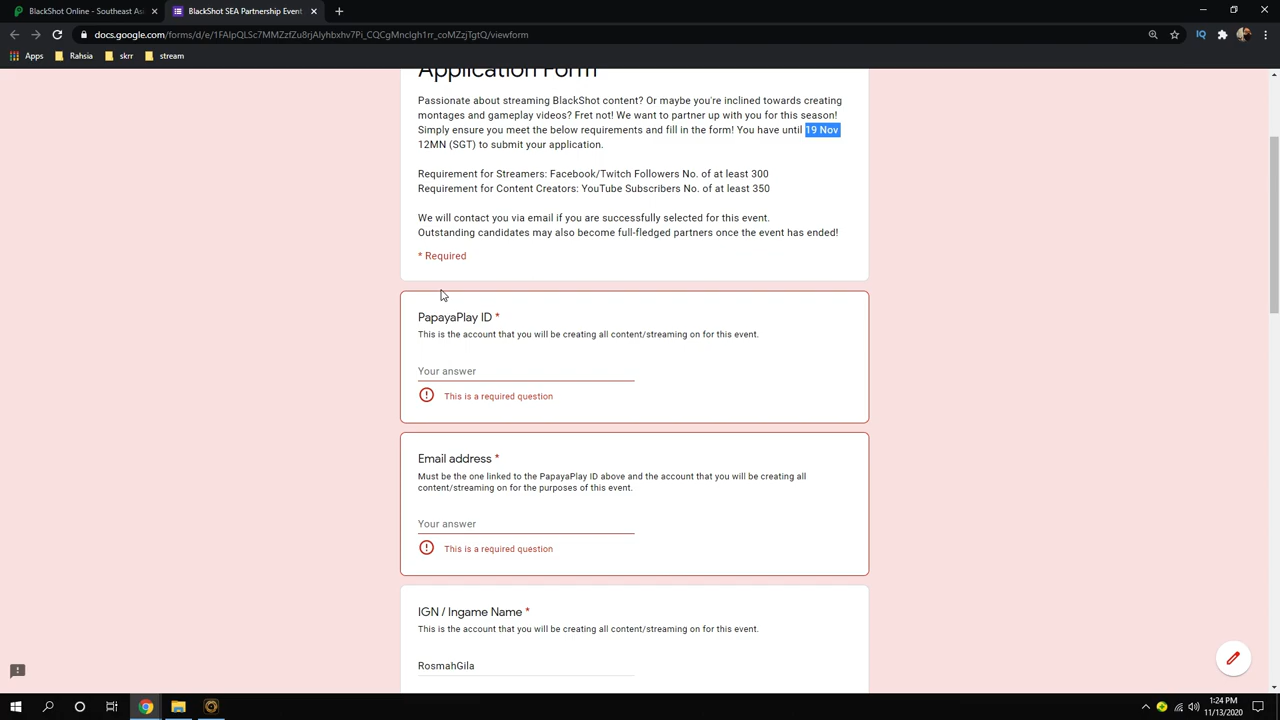 BlackShot Online - Southeast As
BlackShot SEA Partnership Event
docs.google.com/forms/d/e/1FAIpQLSc7MMZzfZu8rjAlyhbxhv7Pi_CQCgMnclgh1rr_coMZzjTgtQ/viewform
Apps Rahsia skrr stream
Application Form
Passionate about streaming BlackShot content? Or maybe you're inclined towards creating
montages and gameplay videos? Fret not! We want to partner up with you for this season!
Simply ensure you meet the below requirements and fill in the form! You have until 19 Nov
12MN (SGT) to submit your application.
Requirement for Streamers: Facebook/Twitch Followers No. of at least 300
Requirement for Content Creators: YouTube Subscribers No. of at least 350
We will contact you via email if you are successfully selected for this event.
Outstanding candidates may also become full-fledged partners once the event has ended!
* Required
PapayaPlay ID *
This is the account that you will be creating all content/streaming on for this event.
Your answer
This is a required question
Email address *
Must be the one linked to the PapayaPlay ID above and the account that you will be creating all
content/streaming on for the purposes of this event.
Your answer
This is a required question
IGN / Ingame Name *
This is the account that you will be creating all content/streaming on for this event.
RosmahGila
1:24 PM
11/13/2020